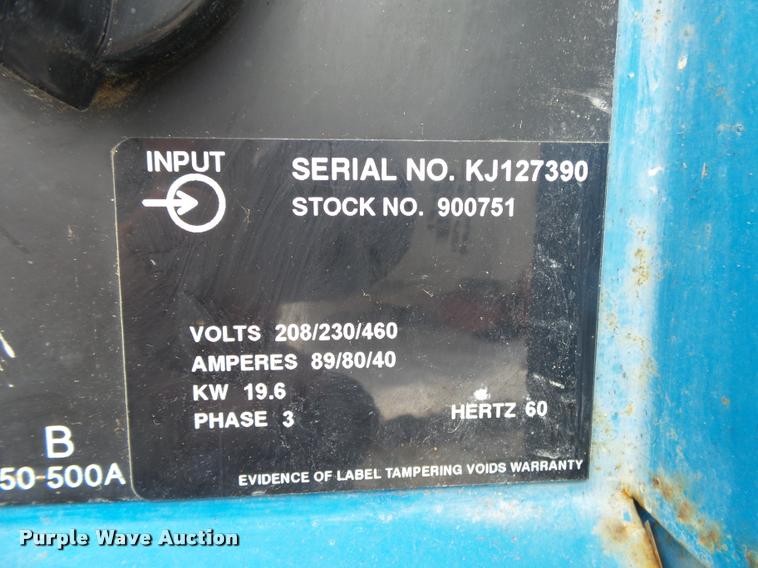 INPUT
SERIAL NO. KJ127390
STOCK NO. 900751
VOLTS 208/230/460
AMPERES 89/80/40
KW 19.6
PHASE 3
HERTZ 60
B
50-500A
EVIDENCE OF LABEL TAMPERING VOIDS WARRANTY
Purple Wave Auction